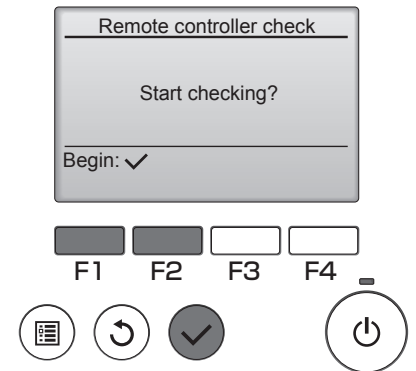 Remote controller check
Start checking?
Begin: ✓
F1 F2 F3 F4